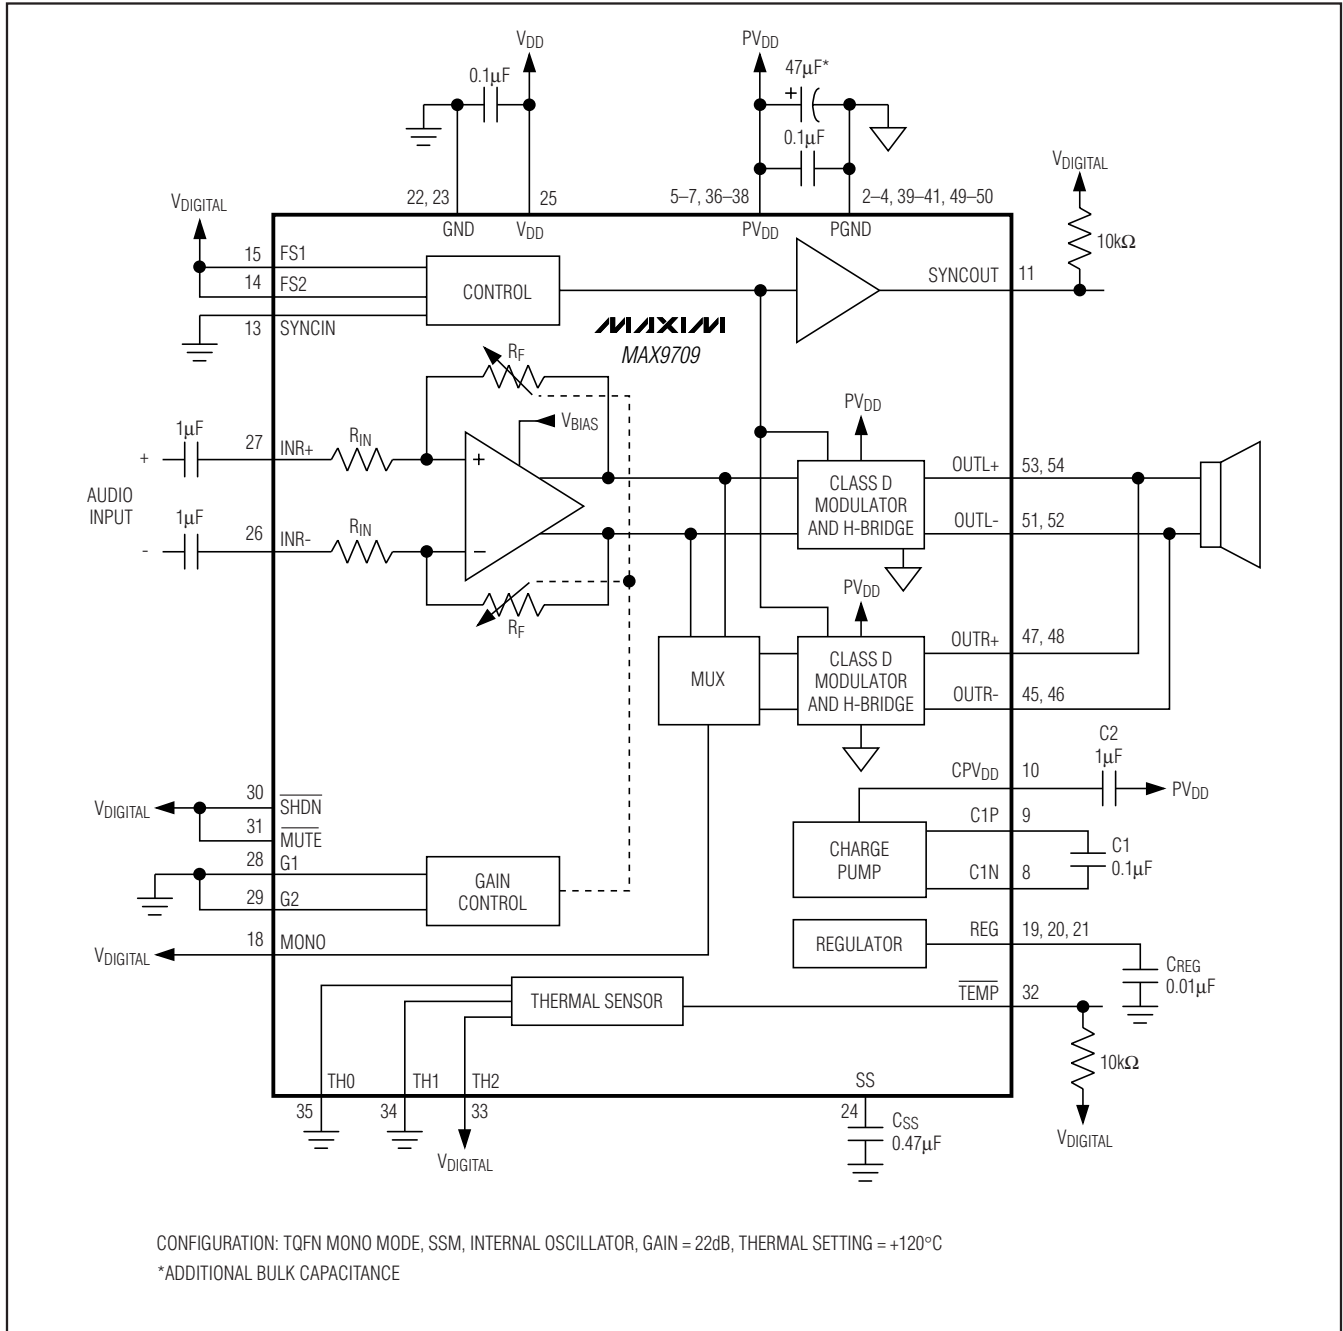 VDD
PVDD
0.1µF
47µF*
+
0.1µF
VDIGITAL
VDIGITAL
22, 23
25
5–7, 36–38
2–4, 39–41, 49–50
GND
VDD
PVDD
PGND
10kΩ
15
FS1
14
FS2
13
SYNCIN
CONTROL
SYNCOUT
11
MAXIM
MAX9709
RF
VBIAS
PVDD
1µF
+
27
INR+
RIN
+
AUDIO
INPUT
1µF
-
26
INR-
RIN
−
RF
CLASS D
MODULATOR
AND H-BRIDGE
OUTL+
53, 54
OUTL-
51, 52
PVDD
MUX
CLASS D
MODULATOR
AND H-BRIDGE
OUTR+
47, 48
OUTR-
45, 46
C2
1µF
CPVDD
10
PVDD
VDIGITAL
30
SHDN
31
MUTE
28
G1
29
G2
GAIN
CONTROL
CHARGE
PUMP
C1P
9
C1
0.1µF
C1N
8
VDIGITAL
18
MONO
REGULATOR
REG
19, 20, 21
CREG
0.01µF
THERMAL SENSOR
TEMP
32
10kΩ
VDIGITAL
TH0
TH1
TH2
SS
35
34
33
24
VDIGITAL
CSS
0.47µF
CONFIGURATION: TQFN MONO MODE, SSM, INTERNAL OSCILLATOR, GAIN = 22dB, THERMAL SETTING = +120°C
*ADDITIONAL BULK CAPACITANCE